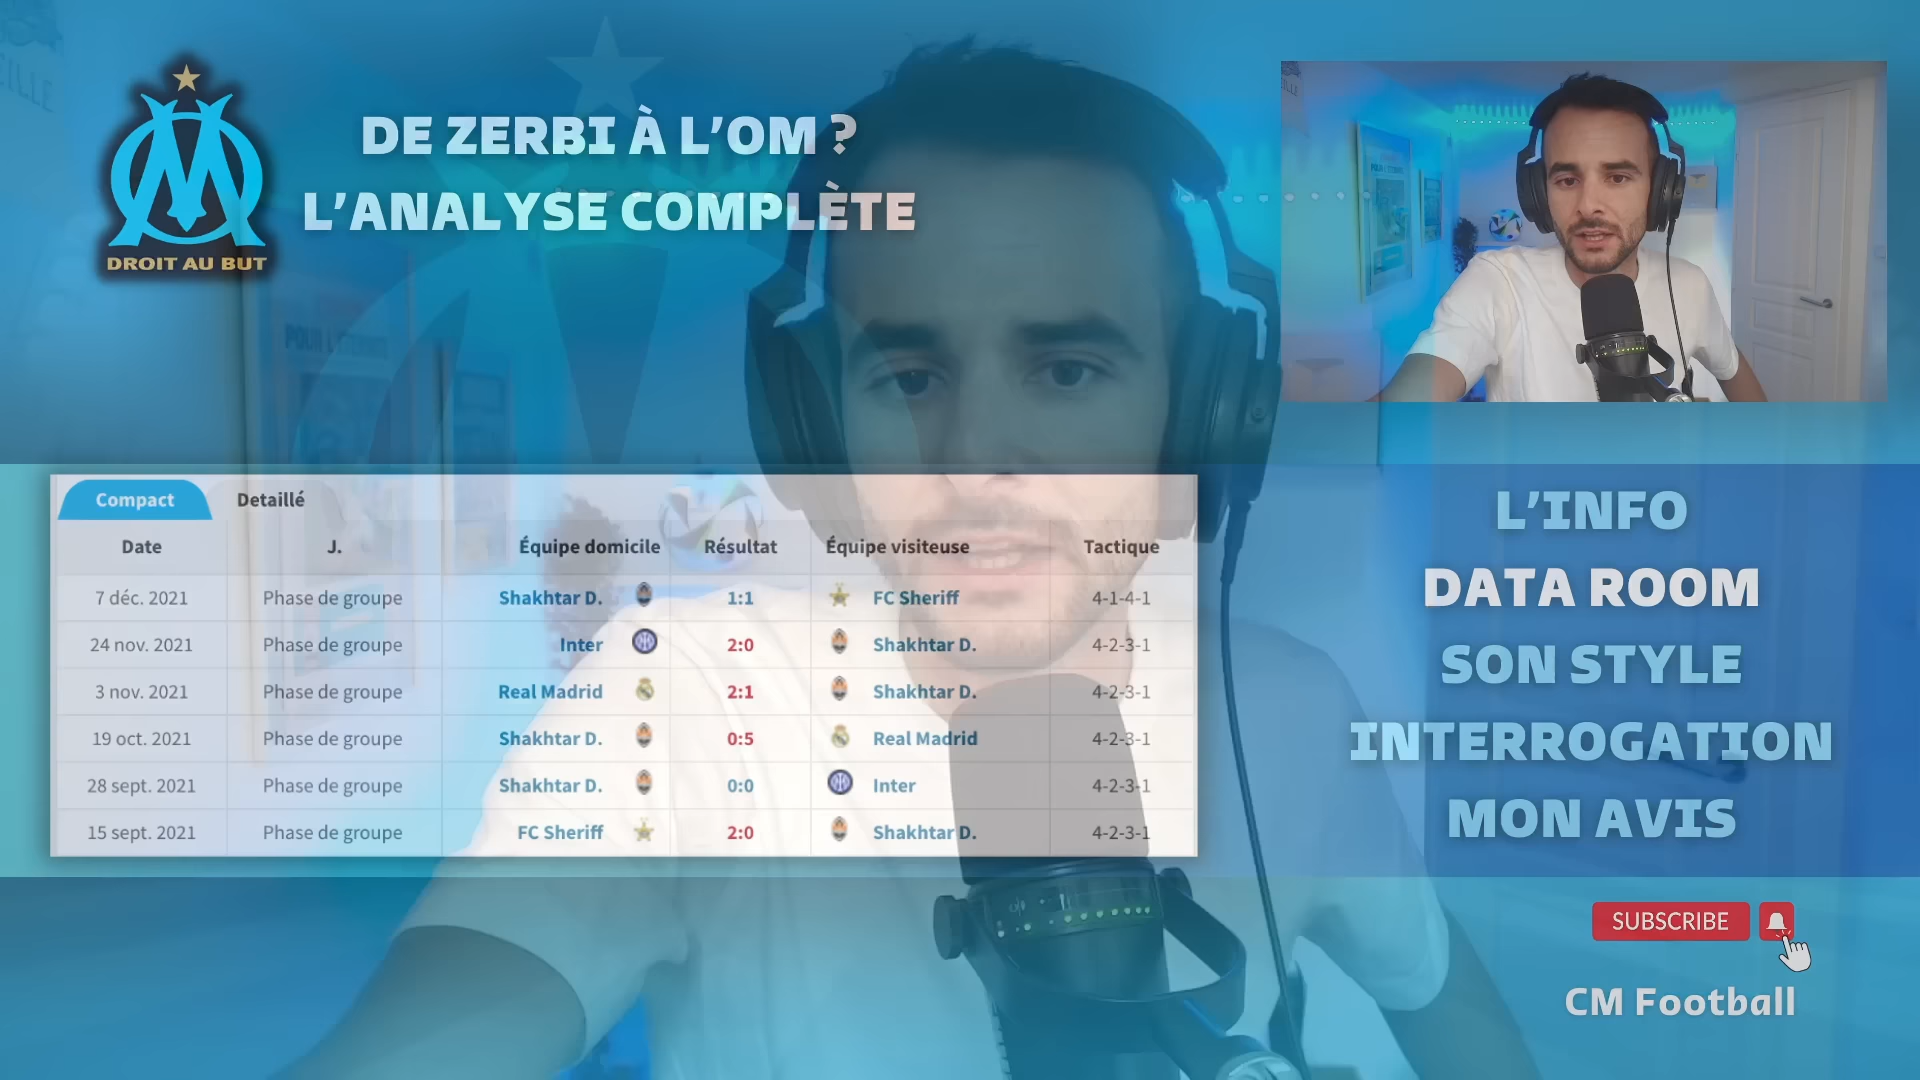 DE ZERBI À L'OM ?
L'ANALYSE COMPLÈTE
DROIT AU BUT
POUR L'ÉTERNITÉ
Compact Detaillé
Date J. Équipe domicile Résultat Équipe visiteuse Tactique
7 déc. 2021 Phase de groupe Shakhtar D. 1:1 FC Sheriff 4-1-4-1
24 nov. 2021 Phase de groupe Inter 2:0 Shakhtar D. 4-2-3-1
3 nov. 2021 Phase de groupe Real Madrid 2:1 Shakhtar D. 4-2-3-1
19 oct. 2021 Phase de groupe Shakhtar D. 0:5 Real Madrid 4-2-3-1
28 sept. 2021 Phase de groupe Shakhtar D. 0:0 Inter 4-2-3-1
15 sept. 2021 Phase de groupe FC Sheriff 2:0 Shakhtar D. 4-2-3-1
L'INFO
DATA ROOM
SON STYLE
INTERROGATION
MON AVIS
SUBSCRIBE
CM Football